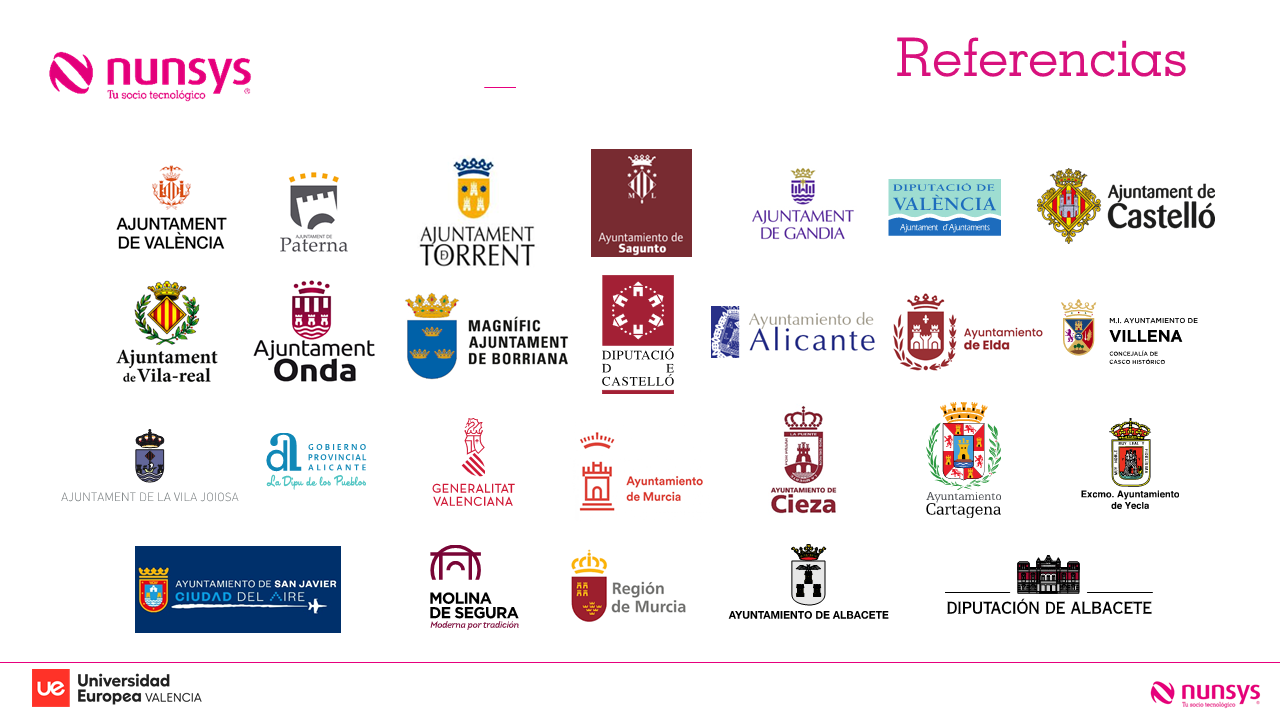 nunsys
Tu socio tecnológico
®
Referencias
AJUNTAMENT
DE VALÈNCIA
AJUNTAMENT DE
Paterna
AJUNTAMENT
DE
TORRENT
M L
Ayuntamiento de
Sagunto
AJUNTAMENT
DE GANDIA
DIPUTACIÓ DE
VALÈNCIA
Ajuntament d'Ajuntaments
Ajuntament de
Castelló
Ajuntament
de Vila-real
Ajuntament
Onda
MAGNÍFIC
AJUNTAMENT
DE BORRIANA
DIPUTACIÓ
D E
CASTELLÓ
Ayuntamiento de
Alicante
Ayuntamiento
de Elda
M.I. AYUNTAMIENTO DE
VILLENA
CONCEJALÍA DE
CASCO HISTÓRICO
AJUNTAMENT DE LA VILA JOIOSA
GOBIERNO
PROVINCIAL
ALICANTE
La Dipu de los Pueblos
GENERALITAT
VALENCIANA
Ayuntamiento
de Murcia
AYUNTAMIENTO DE
Cieza
Ayuntamiento
Cartagena
Excmo. Ayuntamiento
de Yecla
AYUNTAMIENTO DE SAN JAVIER
CIUDAD DEL AIRE
MOLINA
DE SEGURA
Moderna por tradición
Región
de Murcia
AYUNTAMIENTO DE ALBACETE
DIPUTACIÓN DE ALBACETE
ue
Universidad
Europea VALENCIA
nunsys
Tu socio tecnológico
®